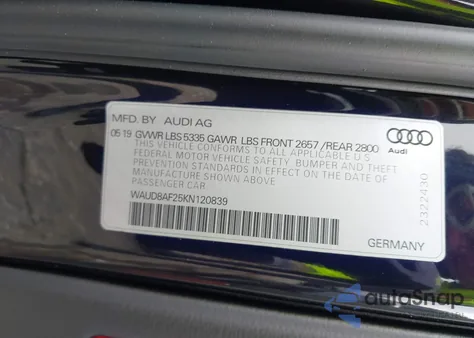 MFD. BY AUDI AG
05.19 GVWR LBS 5335 GAWR LBS FRONT 2657 / REAR 2800
THIS VEHICLE CONFORMS TO ALL APPLICABLE U S
FEDERAL MOTOR VEHICLE SAFETY, BUMPER AND THEFT
PREVENTION STANDARDS IN EFFECT ON THE DATE OF
MANUFACTURE SHOWN ABOVE.
PASSENGER CAR
WAUD8AF25KN120839
Audi
2322430
GERMANY
autoSnap